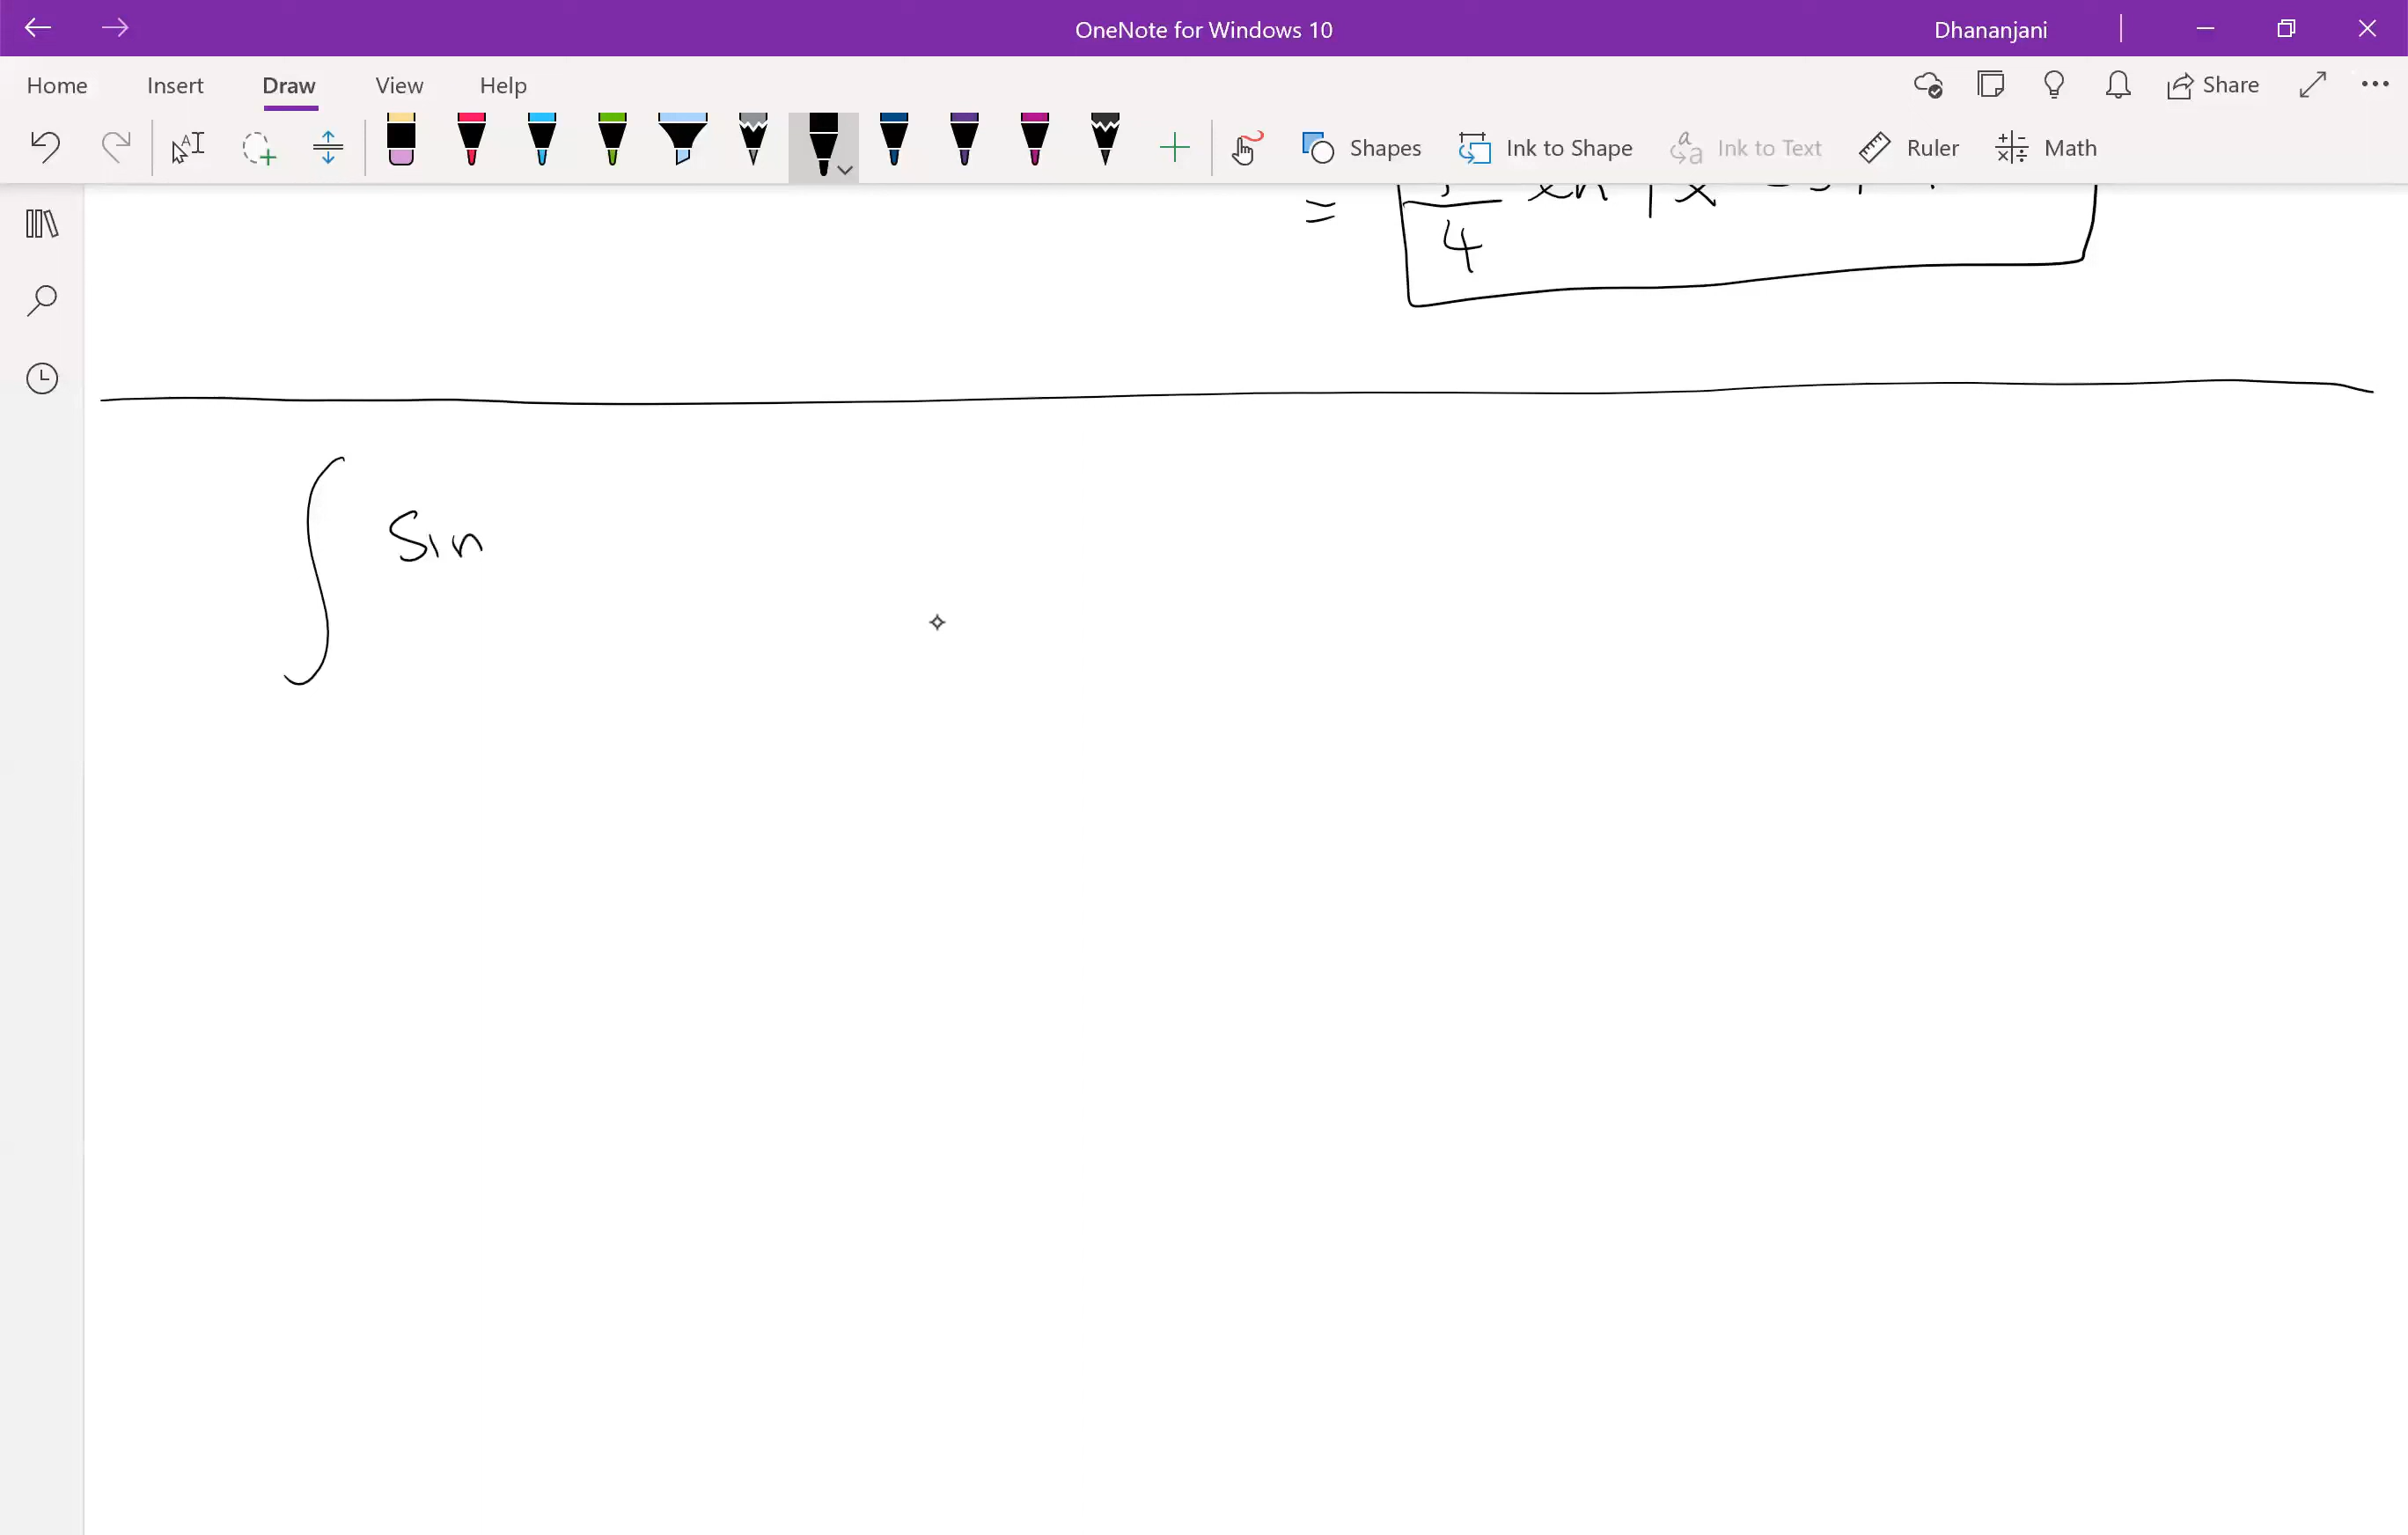 OneNote for Windows 10 Dhananjani
Home Insert Draw View Help Share
Shapes Ink to Shape Ink to Text Ruler Math
=
4
∫ Sin